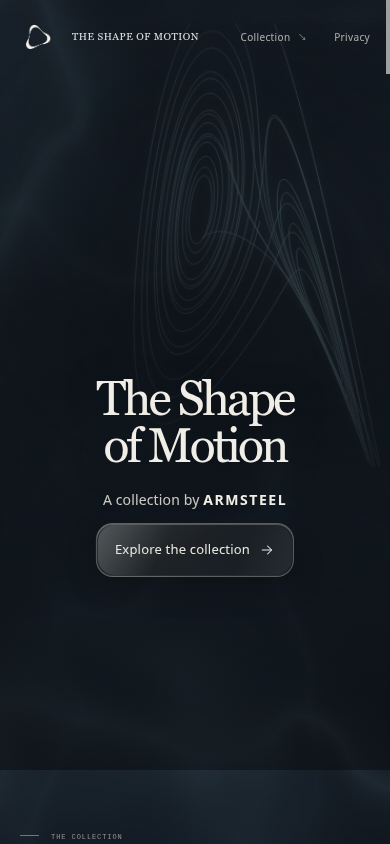 THE SHAPE OF MOTION
Collection ↘
Privacy
The Shape
of Motion
A collection by ARMSTEEL
Explore the collection →
THE COLLECTION